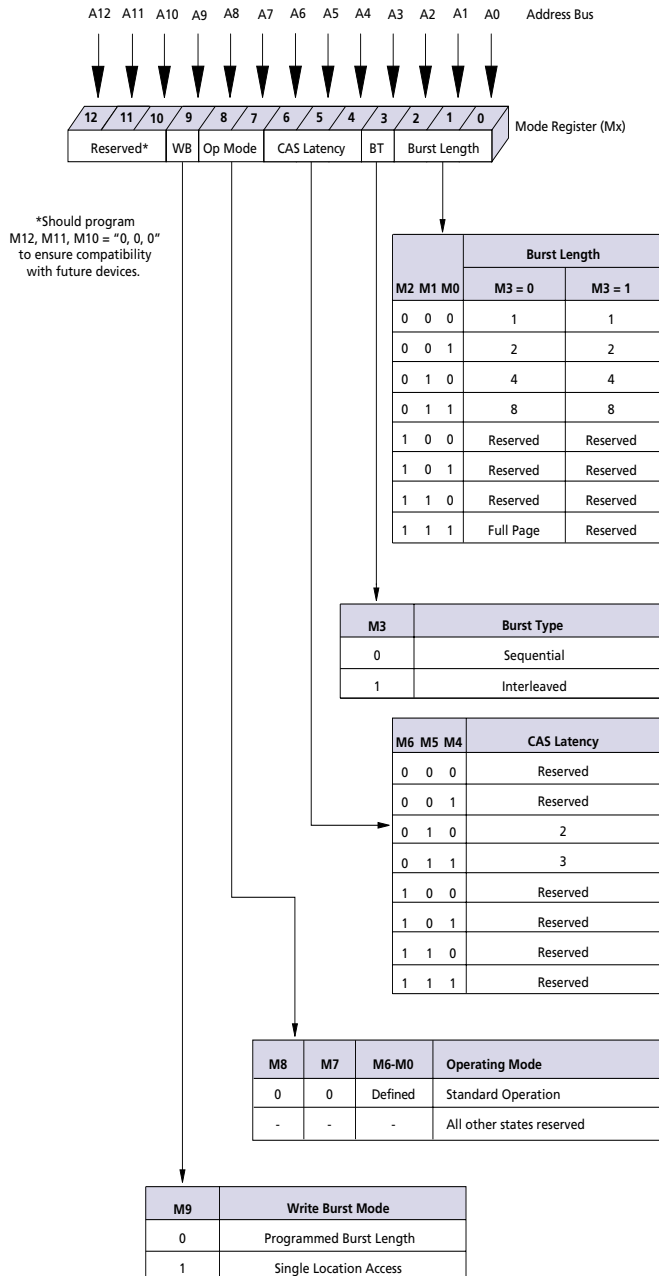 A12 A11 A10 A9 A8 A7 A6 A5 A4 A3 A2 A1 A0 Address Bus
12 11 10 9 8 7 6 5 4 3 2 1 0
Mode Register (Mx)
Reserved* WB Op Mode CAS Latency BT Burst Length
*Should program
M12, M11, M10 = “0, 0, 0”
to ensure compatibility
with future devices.
Burst Length
M2 M1 M0 M3 = 0 M3 = 1
0 0 0 1 1
0 0 1 2 2
0 1 0 4 4
0 1 1 8 8
1 0 0 Reserved Reserved
1 0 1 Reserved Reserved
1 1 0 Reserved Reserved
1 1 1 Full Page Reserved
M3 Burst Type
0 Sequential
1 Interleaved
M6 M5 M4 CAS Latency
0 0 0 Reserved
0 0 1 Reserved
0 1 0 2
0 1 1 3
1 0 0 Reserved
1 0 1 Reserved
1 1 0 Reserved
1 1 1 Reserved
M8 M7 M6-M0 Operating Mode
0 0 Defined Standard Operation
- - - All other states reserved
M9 Write Burst Mode
0 Programmed Burst Length
1 Single Location Access